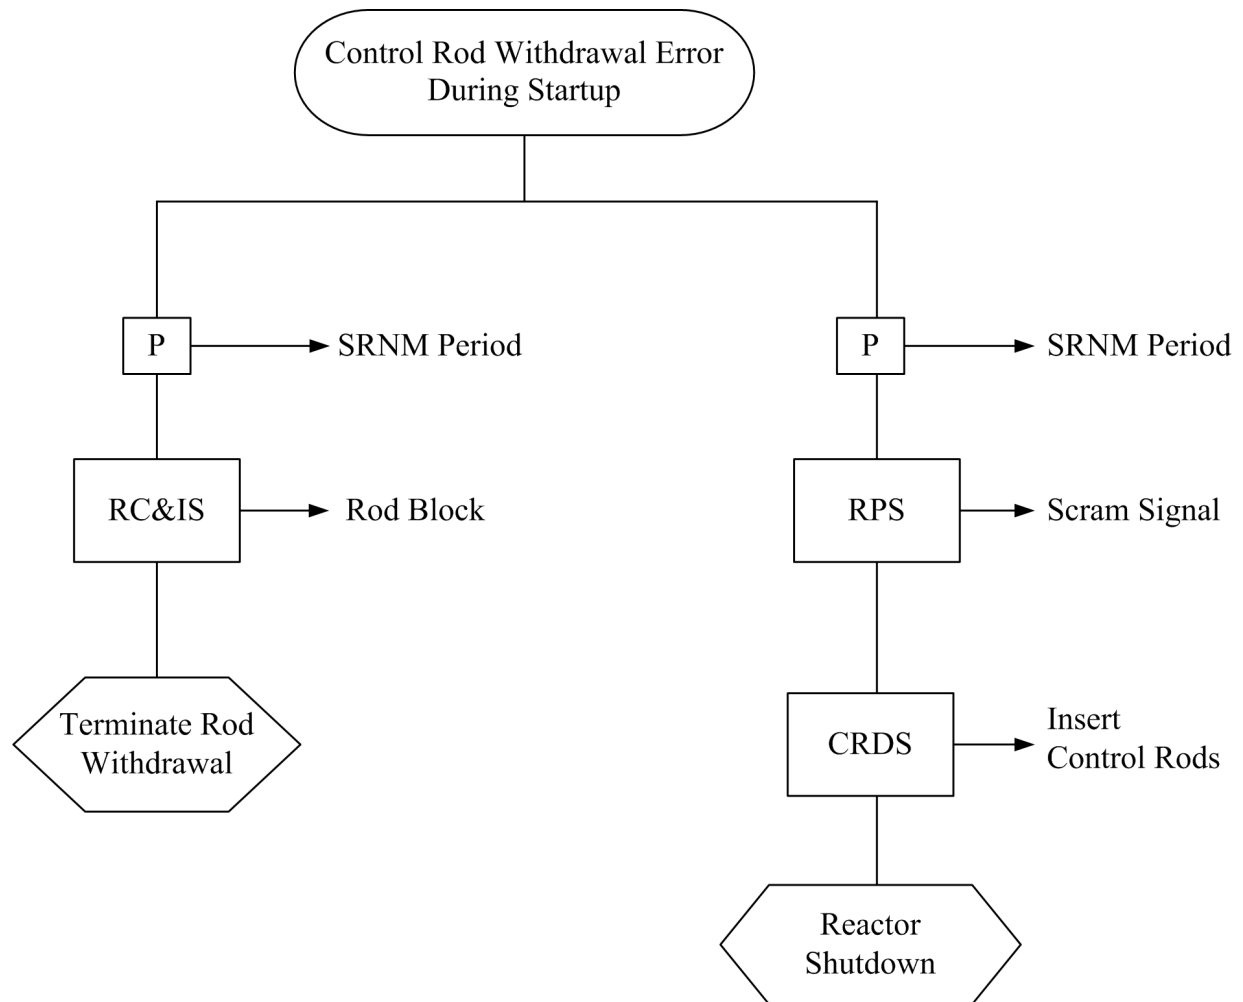 Control Rod Withdrawal Error
During Startup
P
SRNM Period
P
SRNM Period
RC&IS
Rod Block
RPS
Scram Signal
Terminate Rod
Withdrawal
CRDS
Insert
Control Rods
Reactor
Shutdown